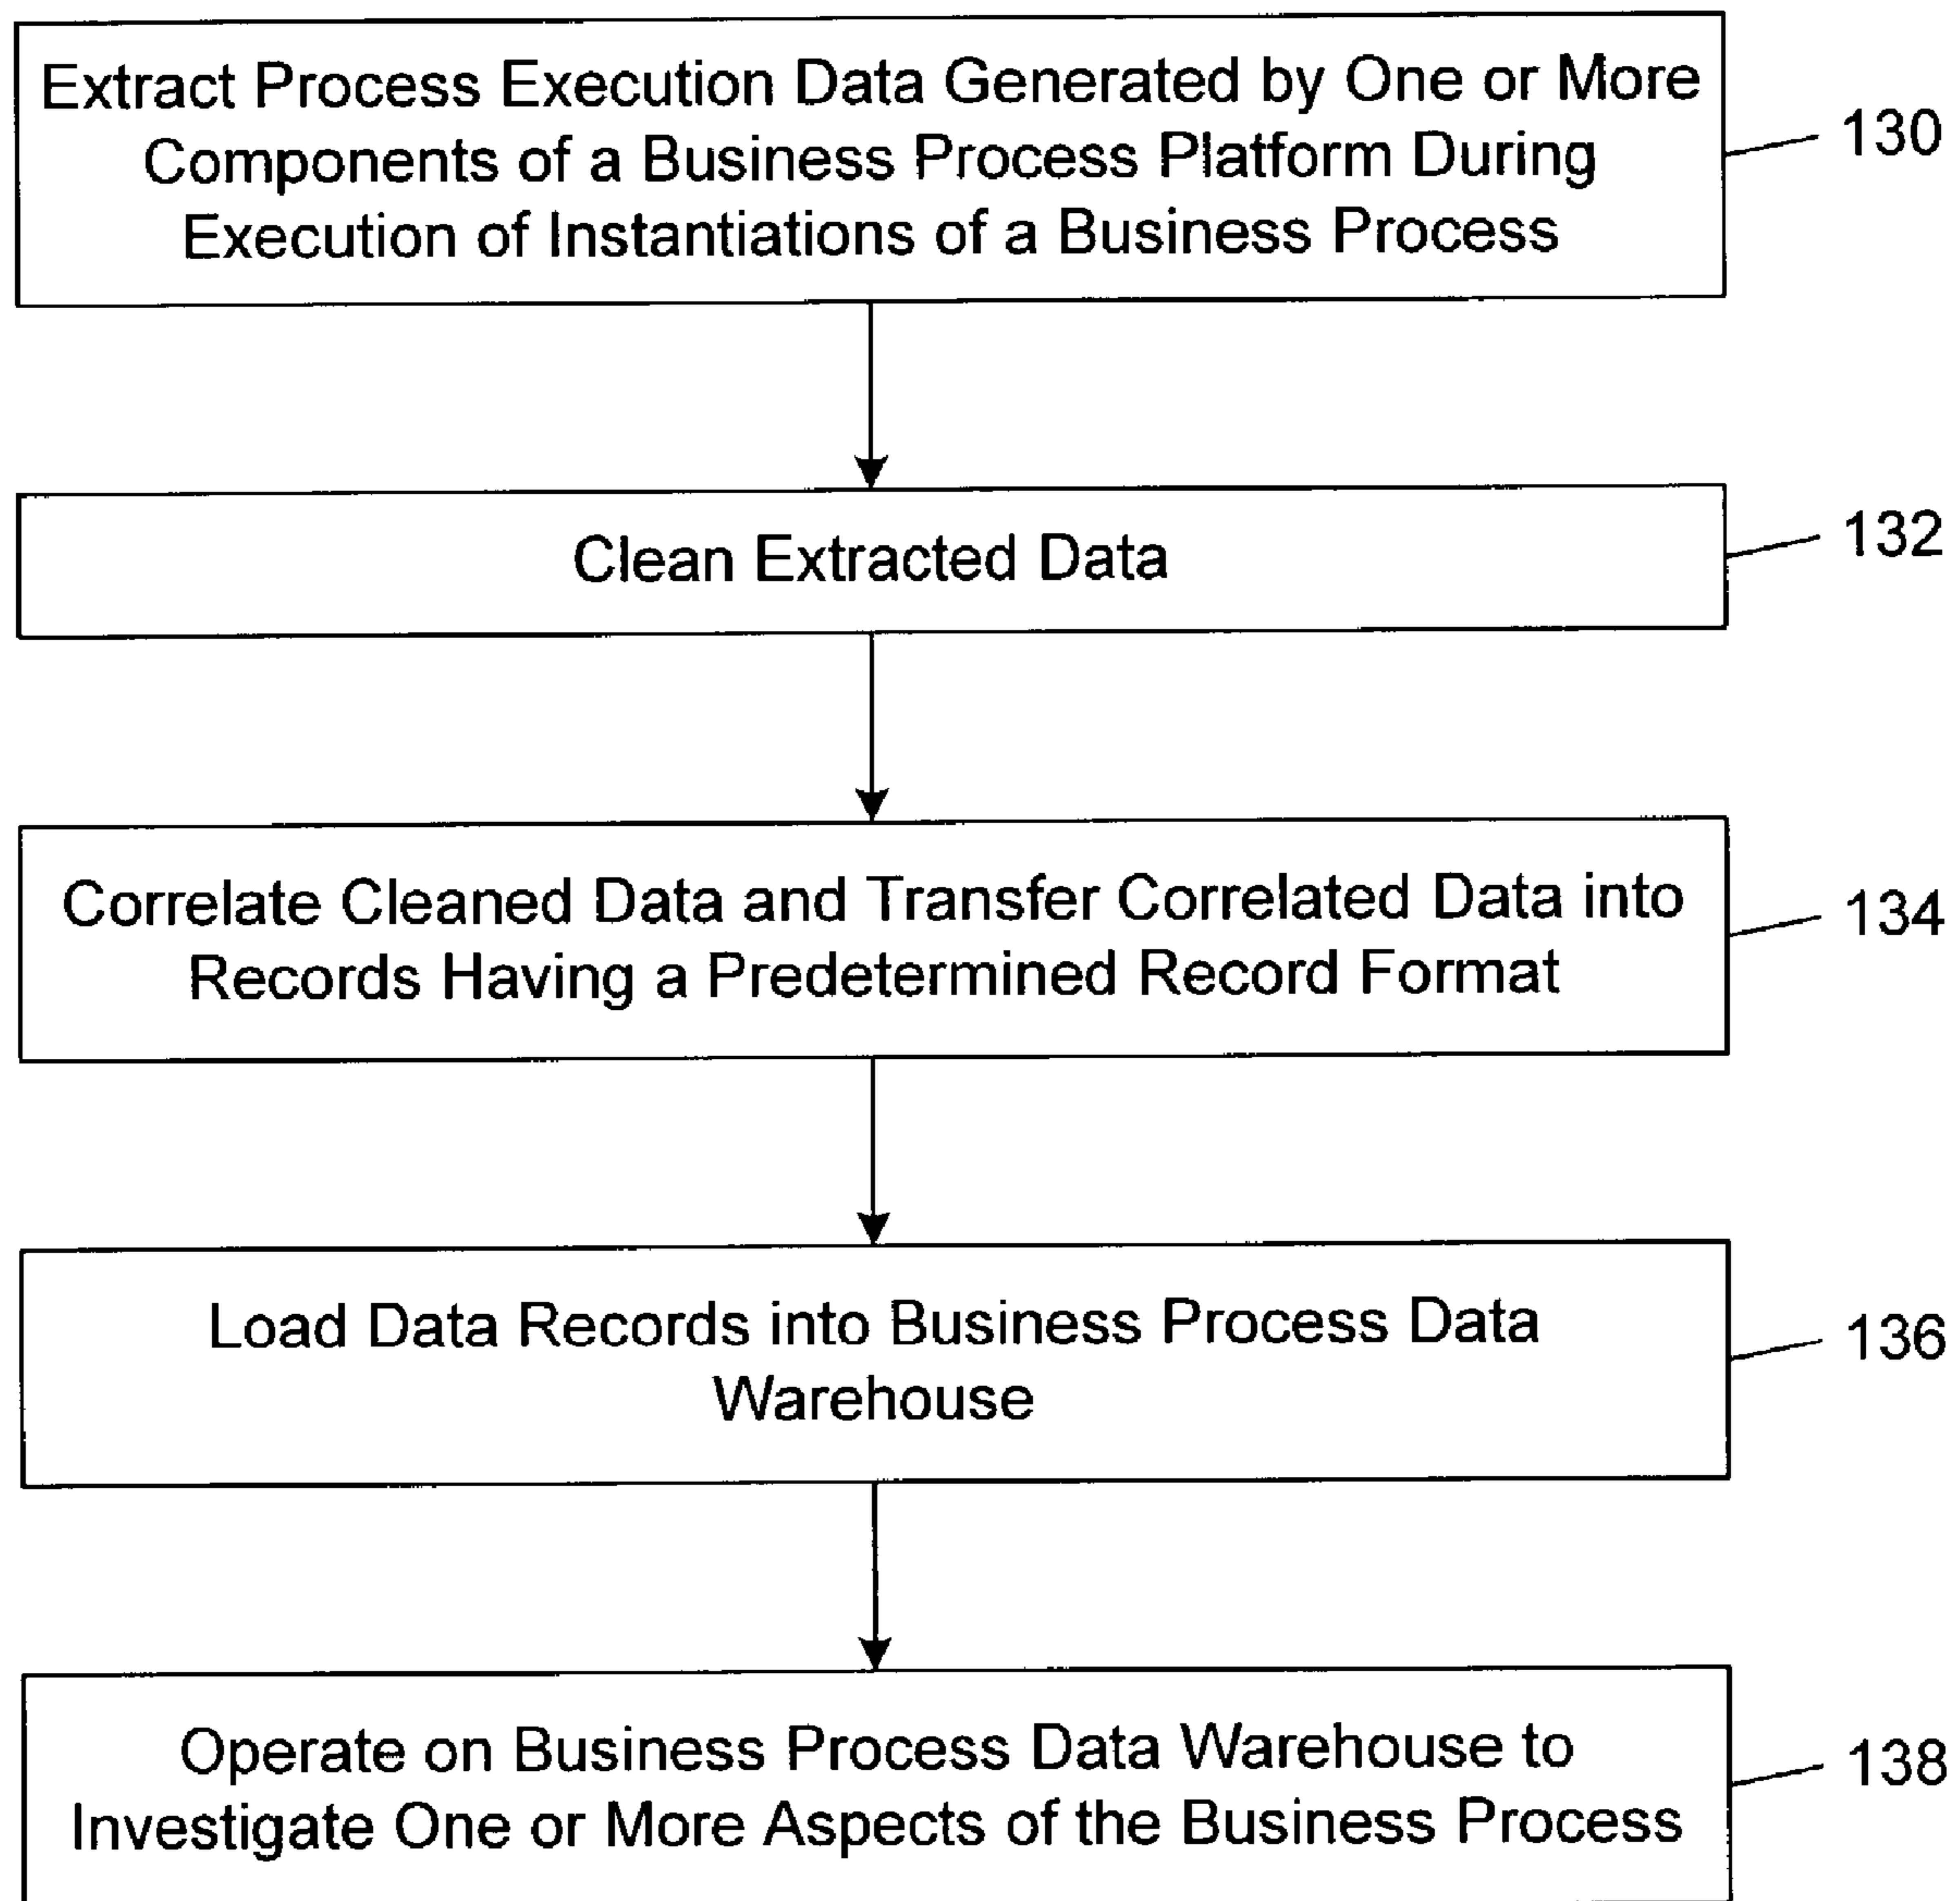 Extract Process Execution Data Generated by One or More
Components of a Business Process Platform During
Execution of Instantiations of a Business Process
130
Clean Extracted Data
132
Correlate Cleaned Data and Transfer Correlated Data into
Records Having a Predetermined Record Format
134
Load Data Records into Business Process Data
Warehouse
136
Operate on Business Process Data Warehouse to
Investigate One or More Aspects of the Business Process
138